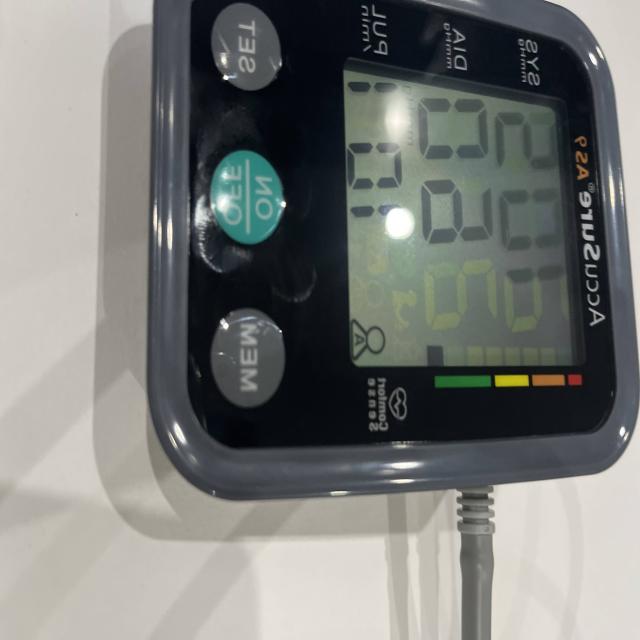 AccuSure® AS9
SYS
mmHg
DIA
mmHg
PUL
/min
Comfort
Sense
MEM
ON
OFF
SET
A